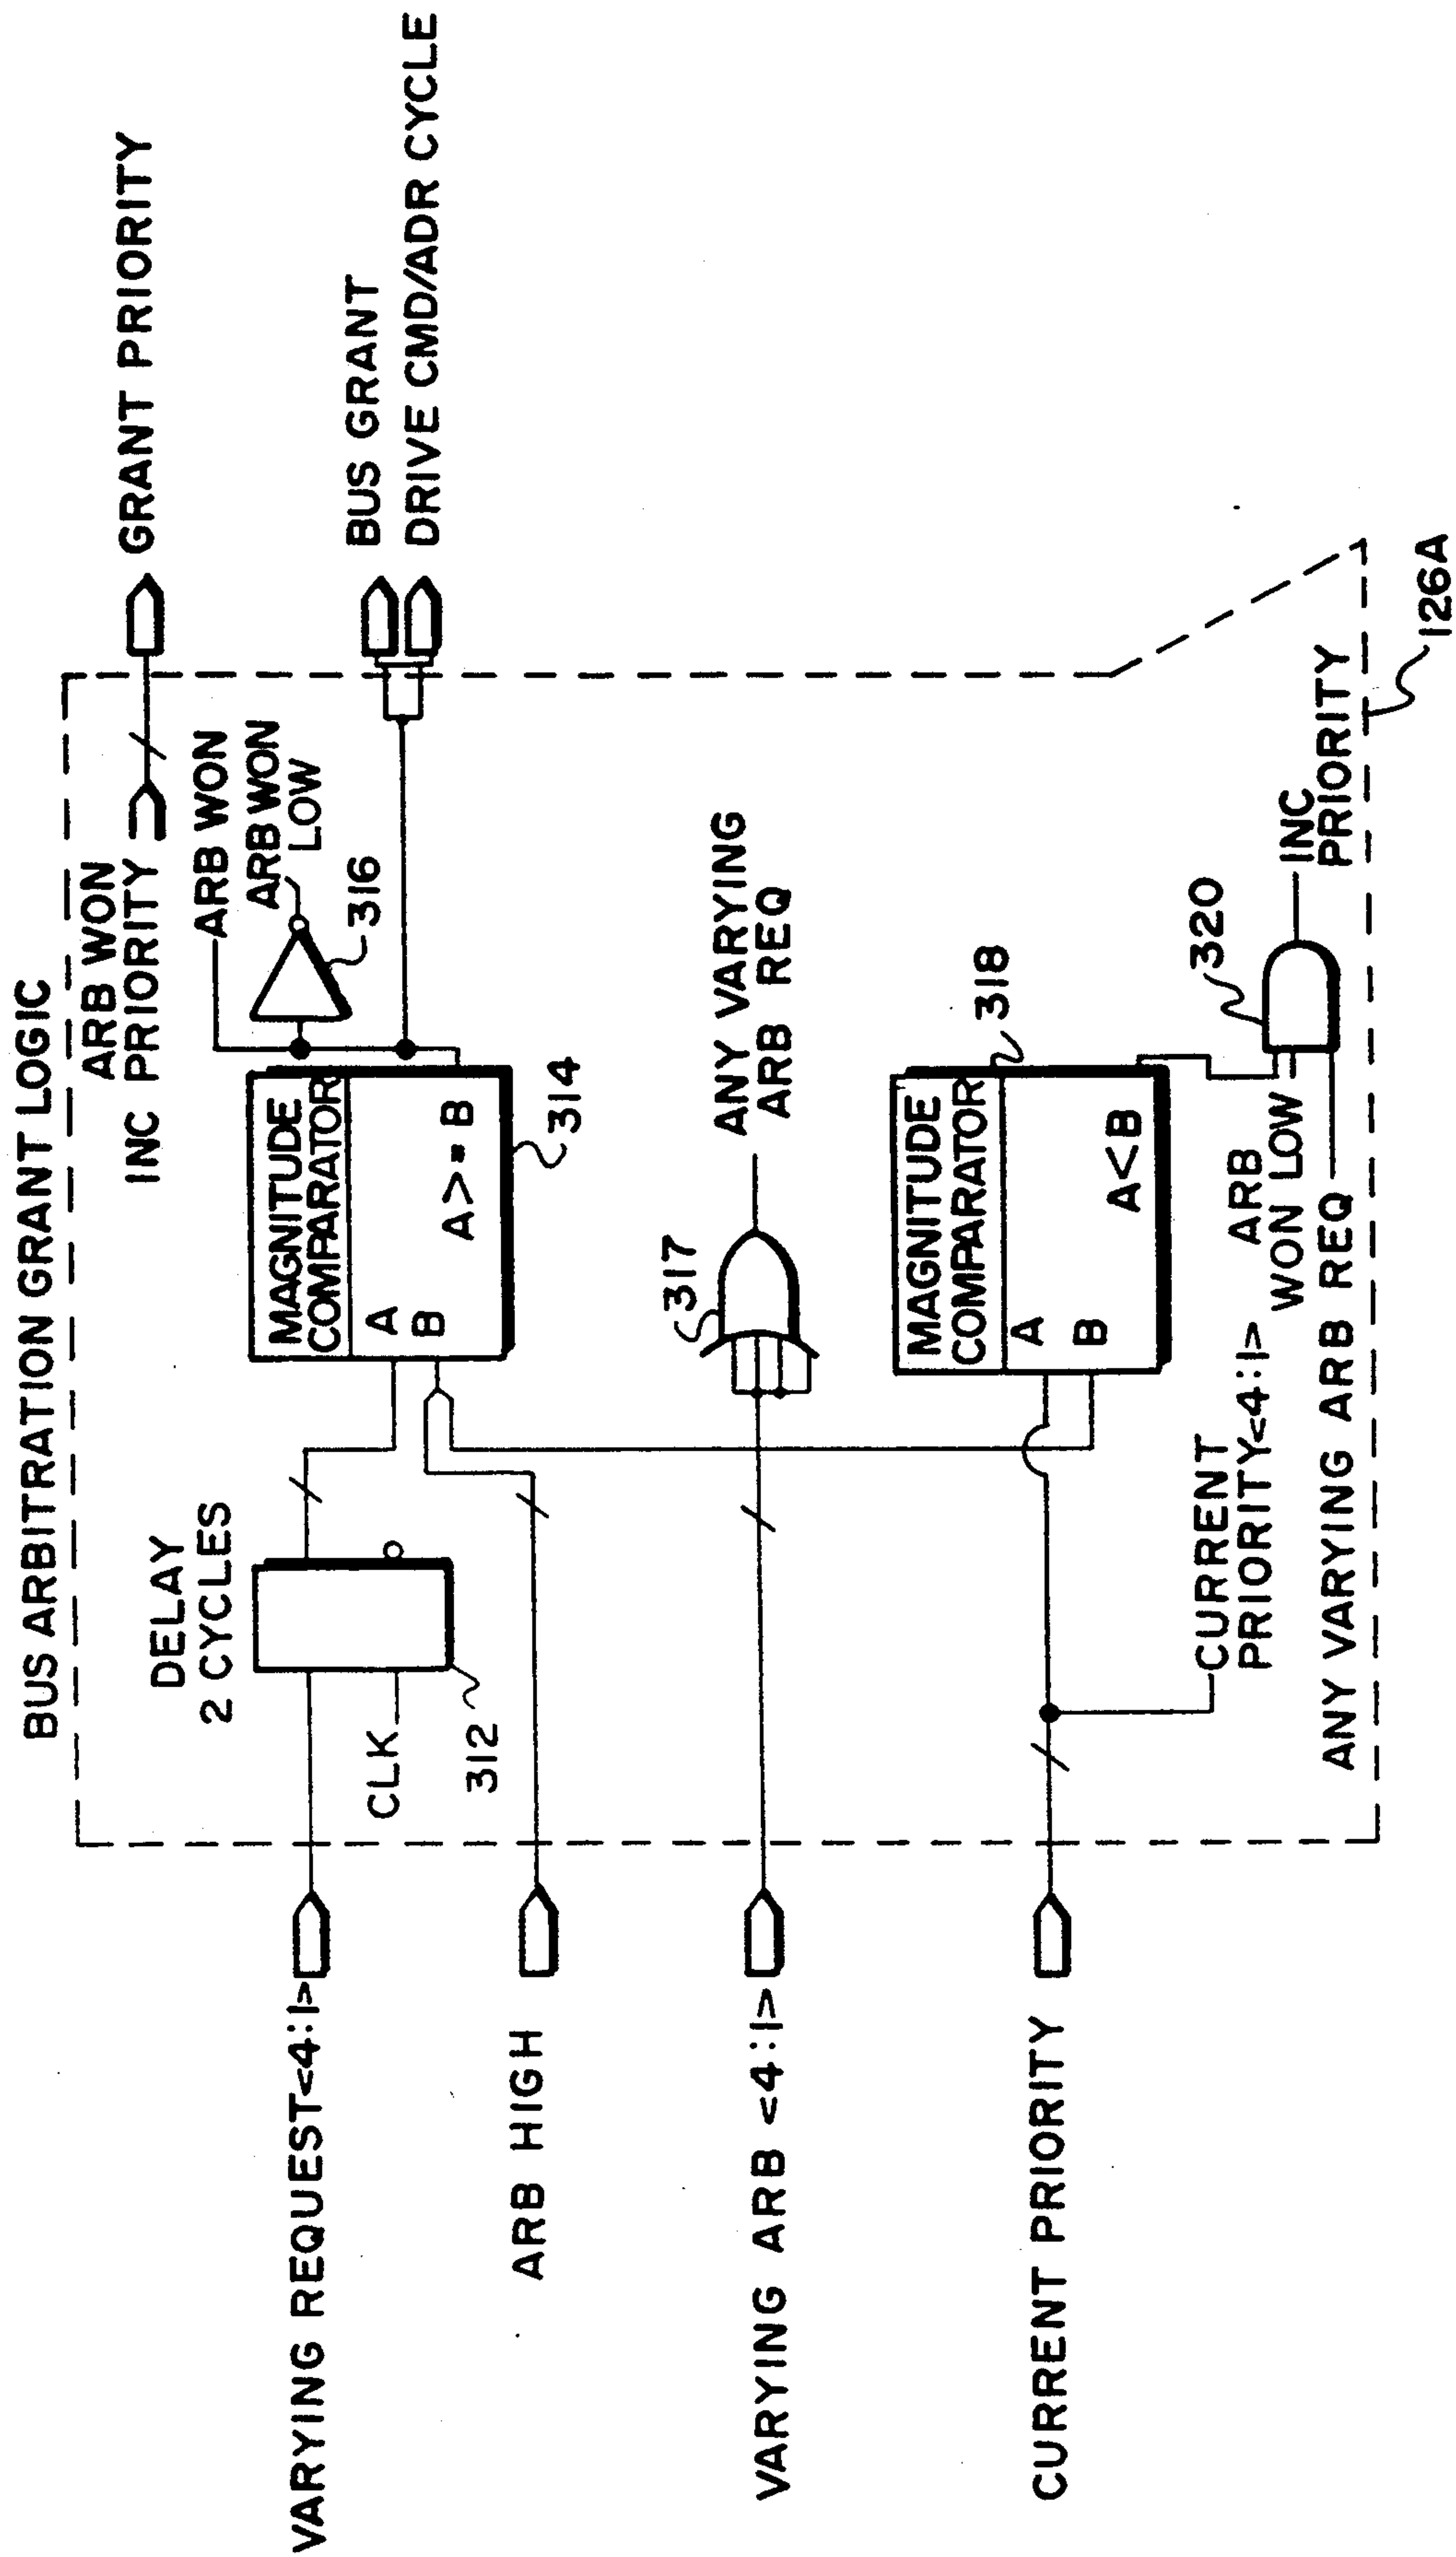 BUS ARBITRATION GRANT LOGIC
ARB WON
INC PRIORITY
GRANT PRIORITY
ARB WON
ARB WON
LOW
316
BUS GRANT
DRIVE CMD/ADR CYCLE
VARYING REQUEST<4:1>
DELAY
2 CYCLES
CLK
312
MAGNITUDE
COMPARATOR
A
B
A>=B
314
ARB HIGH
VARYING ARB <4:1>
317
ANY VARYING
ARB REQ
CURRENT PRIORITY
MAGNITUDE
COMPARATOR
A
B
A<B
318
CURRENT
PRIORITY<4:1>
ARB
WON LOW
ANY VARYING ARB REQ
320
INC
PRIORITY
126A